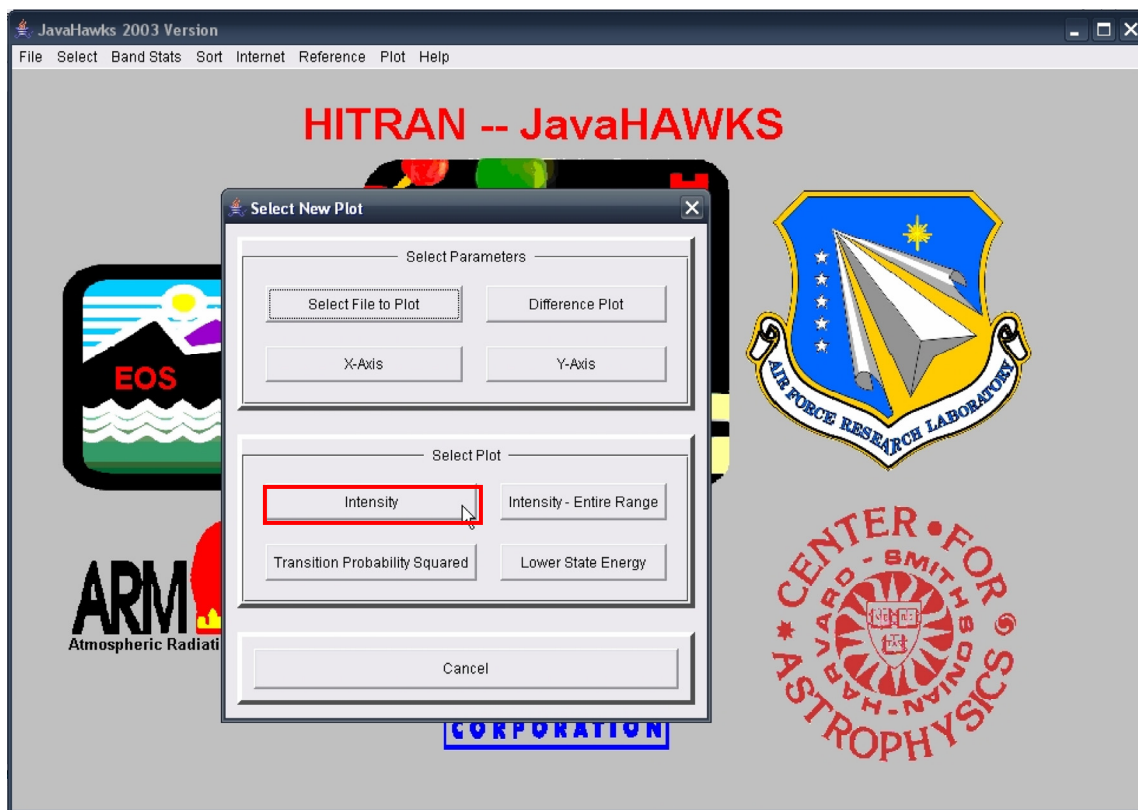 JavaHawks 2003 Version
File Select Band Stats Sort Internet Reference Plot Help
HITRAN -- JavaHAWKS
Select New Plot
Select Parameters
Select File to Plot Difference Plot
X-Axis Y-Axis
Select Plot
Intensity Intensity - Entire Range
Transition Probability Squared Lower State Energy
Cancel
EOS
ARM
Atmospheric Radiati
CORPORATION
AIR FORCE RESEARCH LABORATORY
CENTER • FOR
ASTROPHYSICS
HARVARD - SMITHSONIAN